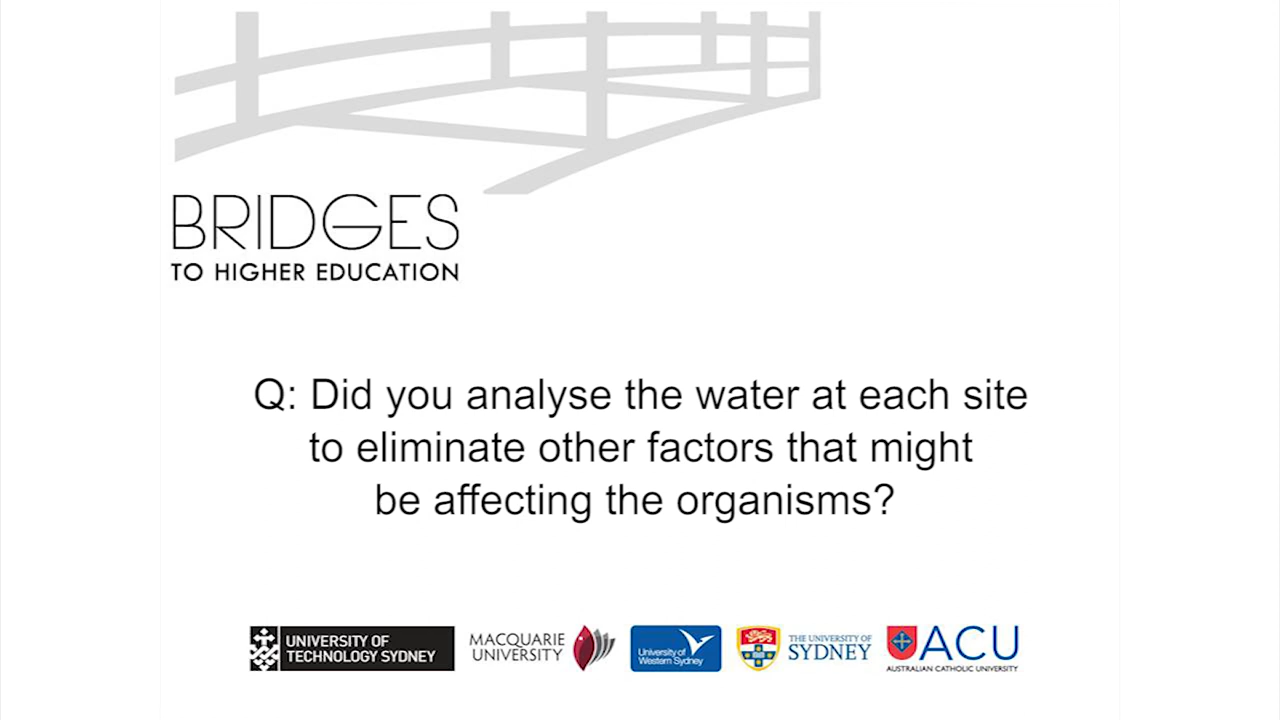 BRIDGES
TO HIGHER EDUCATION
Q: Did you analyse the water at each site
to eliminate other factors that might
be affecting the organisms?
UNIVERSITY OF
TECHNOLOGY SYDNEY
MACQUARIE
UNIVERSITY
University of
Western Sydney
THE UNIVERSITY OF
SYDNEY
ACU
AUSTRALIAN CATHOLIC UNIVERSITY